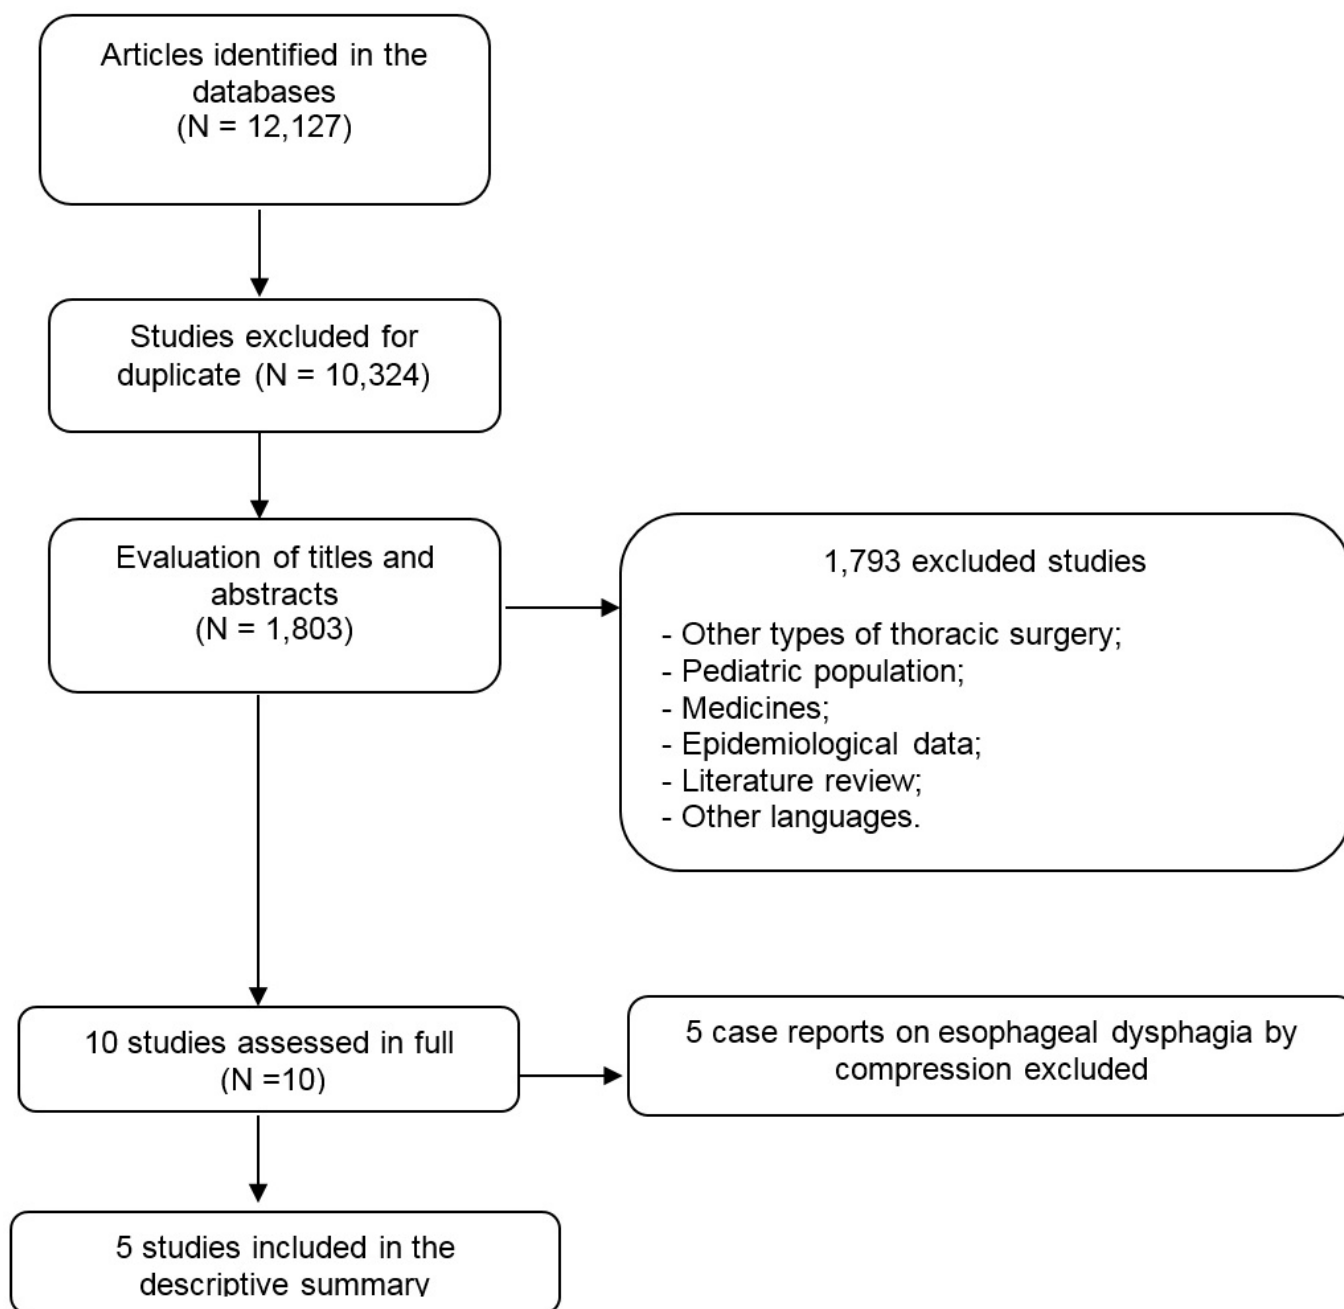 Articles identified in the
databases
(N = 12,127)
Studies excluded for
duplicate (N = 10,324)
Evaluation of titles and
abstracts
(N = 1,803)
1,793 excluded studies
- Other types of thoracic surgery;
- Pediatric population;
- Medicines;
- Epidemiological data;
- Literature review;
- Other languages.
10 studies assessed in full
(N =10)
5 case reports on esophageal dysphagia by
compression excluded
5 studies included in the
descriptive summary